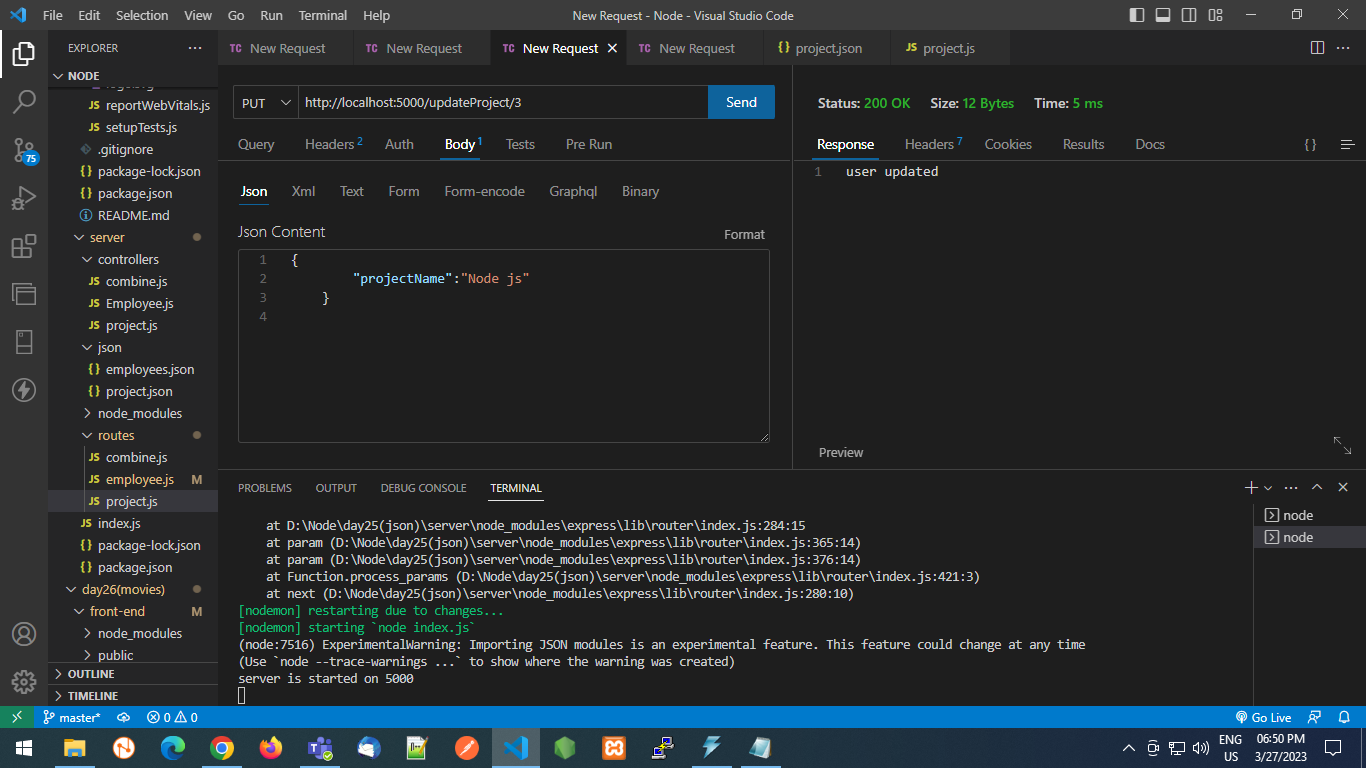 File Edit Selection View Go Run Terminal Help
New Request - Node - Visual Studio Code
EXPLORER
NODE
reportWebVitals.js
setupTests.js
.gitignore
package-lock.json
package.json
README.md
server
controllers
combine.js
Employee.js
project.js
json
employees.json
project.json
node_modules
routes
combine.js
employee.js M
project.js
index.js
package-lock.json
package.json
day26(movies)
front-end M
node_modules
public
OUTLINE
TIMELINE
75
TC New Request
TC New Request
TC New Request
TC New Request
{} project.json
JS project.js
PUT http://localhost:5000/updateProject/3 Send
Query Headers 2 Auth Body 1 Tests Pre Run
Json Xml Text Form Form-encode Graphql Binary
Json Content Format
1 {
2 "projectName":"Node js"
3 }
4
Status: 200 OK Size: 12 Bytes Time: 5 ms
Response Headers 7 Cookies Results Docs {}
1 user updated
Preview
PROBLEMS OUTPUT DEBUG CONSOLE TERMINAL
at D:\Node\day25(json)\server\node_modules\express\lib\router\index.js:284:15
at param (D:\Node\day25(json)\server\node_modules\express\lib\router\index.js:365:14)
at param (D:\Node\day25(json)\server\node_modules\express\lib\router\index.js:376:14)
at Function.process_params (D:\Node\day25(json)\server\node_modules\express\lib\router\index.js:421:3)
at next (D:\Node\day25(json)\server\node_modules\express\lib\router\index.js:280:10)
[nodemon] restarting due to changes...
[nodemon] starting `node index.js`
(node:7516) ExperimentalWarning: Importing JSON modules is an experimental feature. This feature could change at any time
(Use `node --trace-warnings ...` to show where the warning was created)
server is started on 5000
node
node
master* 0 0 Go Live
ENG
US
06:50 PM
3/27/2023